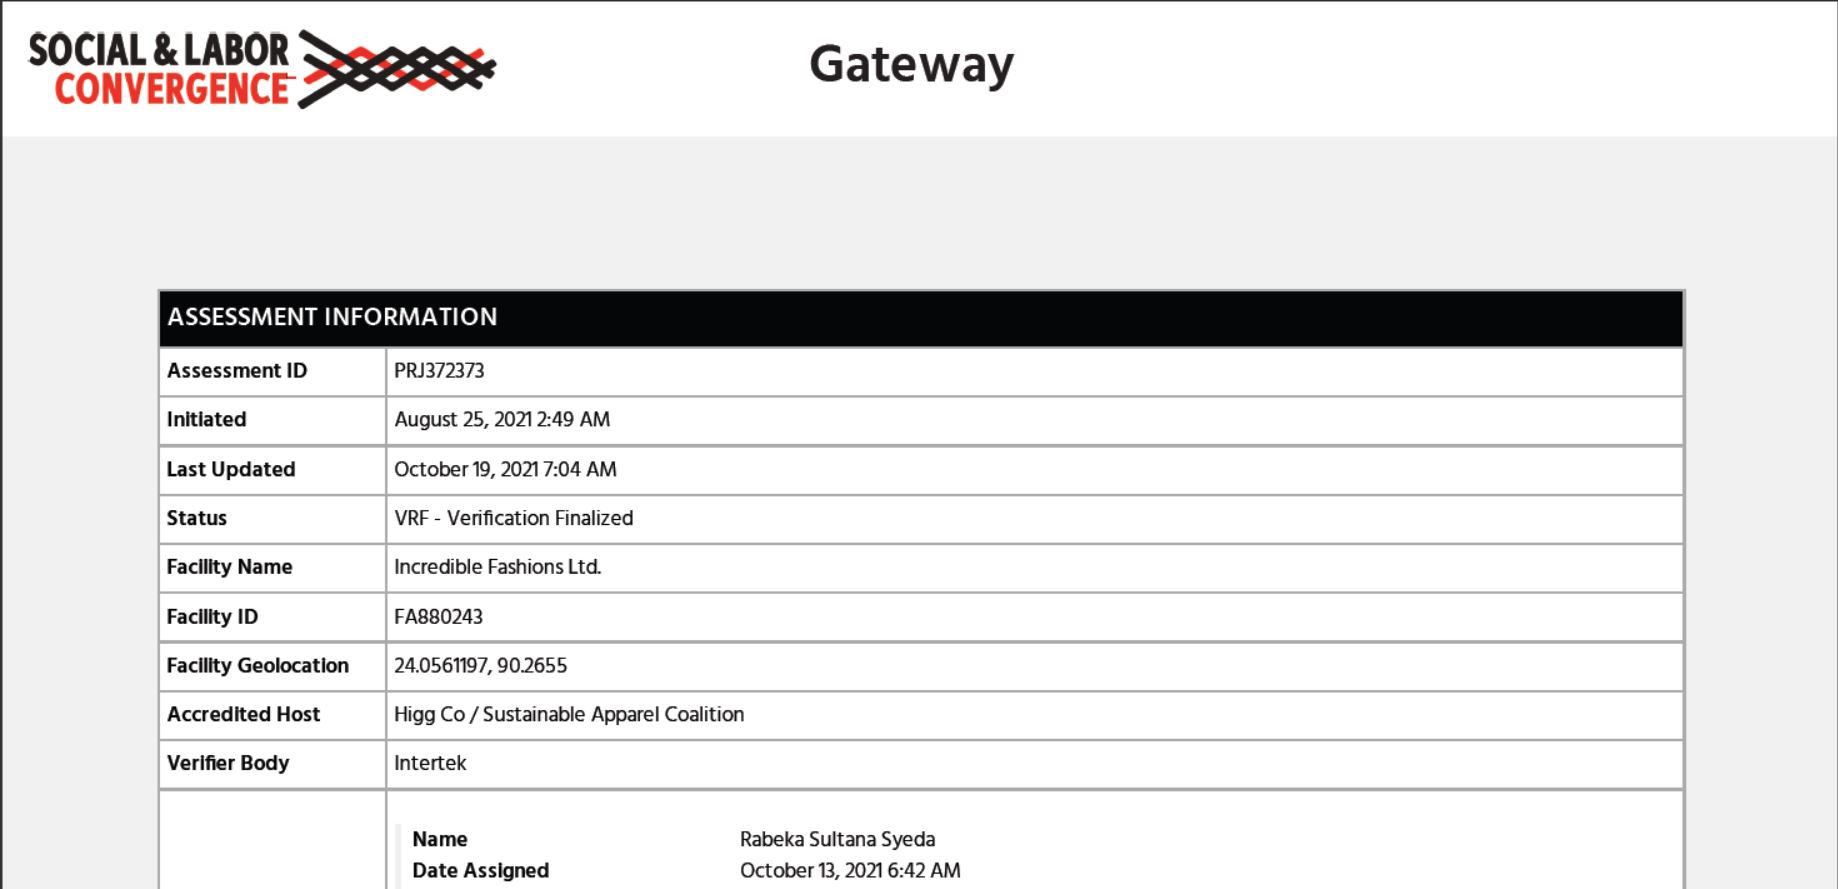 SOCIAL & LABOR
CONVERGENCE
Gateway
ASSESSMENT INFORMATION
Assessment ID PRJ372373
Initiated August 25, 2021 2:49 AM
Last Updated October 19, 2021 7:04 AM
Status VRF - Verification Finalized
Facility Name Incredible Fashions Ltd.
Facility ID FA880243
Facility Geolocation 24.0561197, 90.2655
Accredited Host Higg Co / Sustainable Apparel Coalition
Verifier Body Intertek
Name Rabeka Sultana Syeda
Date Assigned October 13, 2021 6:42 AM